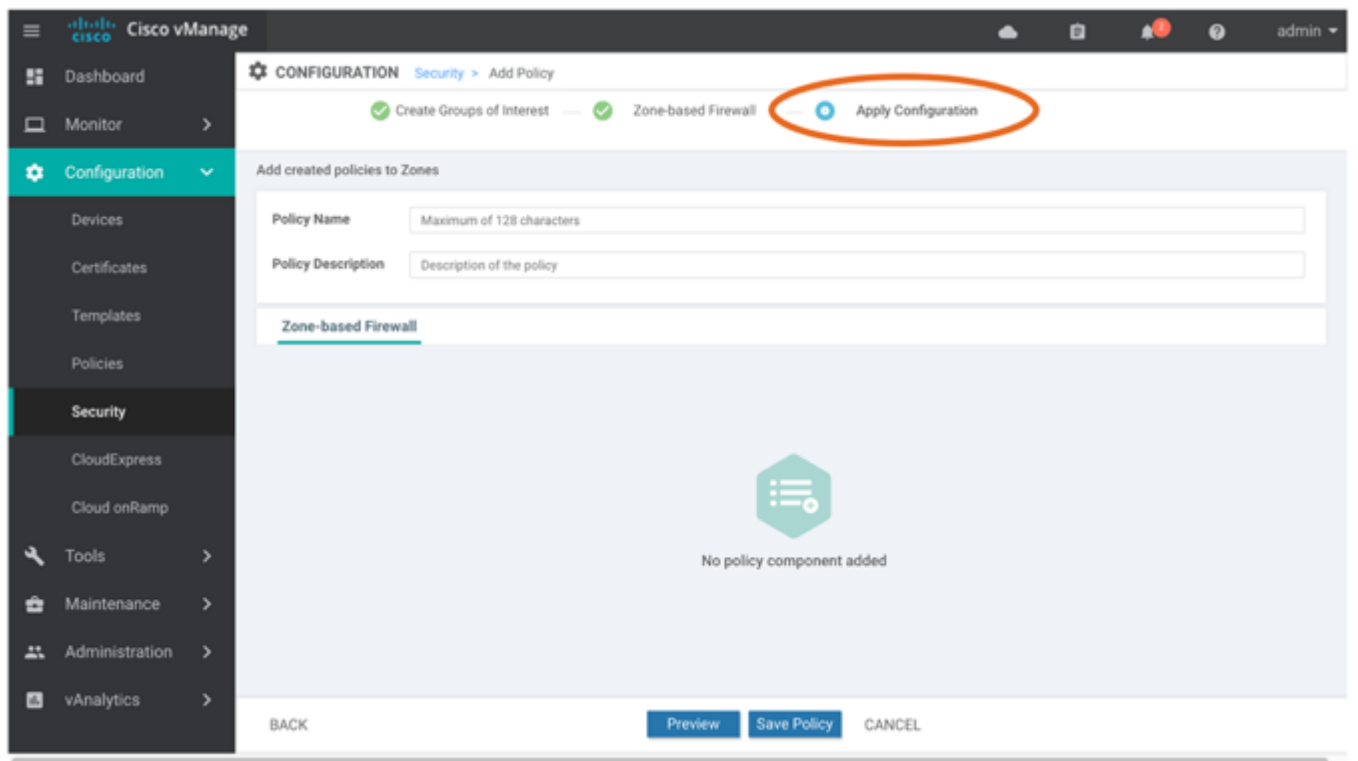 CISCO Cisco vManage admin
Dashboard
Monitor
Configuration
Devices
Certificates
Templates
Policies
Security
CloudExpress
Cloud onRamp
Tools
Maintenance
Administration
vAnalytics
CONFIGURATION Security > Add Policy
Create Groups of Interest Zone-based Firewall Apply Configuration
Add created policies to Zones
Policy Name Maximum of 128 characters
Policy Description Description of the policy
Zone-based Firewall
No policy component added
BACK Preview Save Policy CANCEL